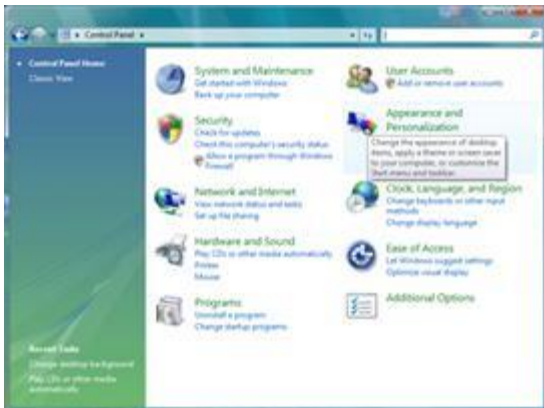 Control Panel
Control Panel Home
Classic View
System and Maintenance
Get started with Windows
Back up your computer
Security
Check for updates
Check this computer's security status
Allow a program through Windows
Firewall
Network and Internet
View network status and tasks
Set up file sharing
Hardware and Sound
Play CDs or other media automatically
Printer
Mouse
Programs
Uninstall a program
Change startup programs
User Accounts
Add or remove user accounts
Appearance and
Personalization
Change the appearance of desktop
items, apply a theme or screen saver
to your computer, or customize the
Start menu and taskbar.
Clock, Language, and Region
Change keyboards or other input
methods
Change display language
Ease of Access
Let Windows suggest settings
Optimize visual display
Additional Options
Recent Tasks
Change desktop background
Play CDs or other media
automatically